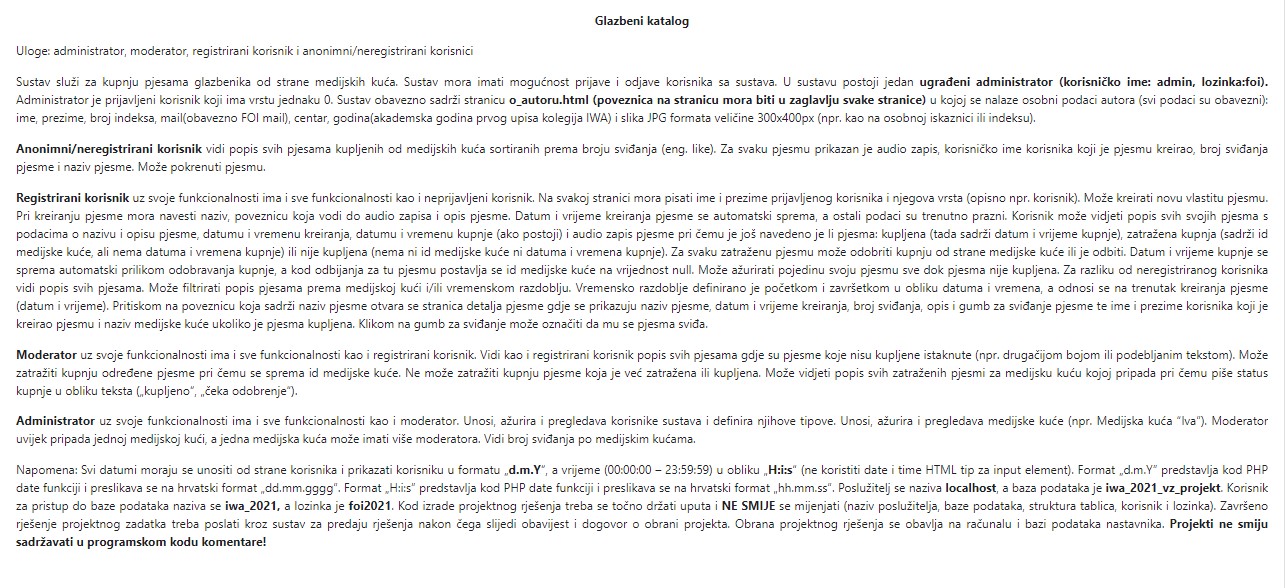 Glazbeni katalog
Uloge: administrator, moderator, registrirani korisnik i anonimni/neregistrirani korisnici
Sustav služi za kupnju pjesama glazbenika od strane medijskih kuća. Sustav mora imati mogućnost prijave i odjave korisnika sa sustava. U sustavu postoji jedan ugrađeni administrator (korisničko ime: admin, lozinka:foi).
Administrator je prijavljeni korisnik koji ima vrstu jednaku 0. Sustav obavezno sadrži stranicu o_autoru.html (poveznica na stranicu mora biti u zaglavlju svake stranice) u kojoj se nalaze osobni podaci autora (svi podaci su obavezni):
ime, prezime, broj indeksa, mail(obavezno FOI mail), centar, godina(akademska godina prvog upisa kolegija IWA) i slika JPG formata veličine 300x400px (npr. kao na osobnoj iskaznici ili indeksu).
Anonimni/neregistrirani korisnik vidi popis svih pjesama kupljenih od medijskih kuća sortiranih prema broju sviđanja (eng. like). Za svaku pjesmu prikazan je audio zapis, korisničko ime korisnika koji je pjesmu kreirao, broj sviđanja
pjesme i naziv pjesme. Može pokrenuti pjesmu.
Registrirani korisnik uz svoje funkcionalnosti ima i sve funkcionalnosti kao i neprijavljeni korisnik. Na svakoj stranici mora pisati ime i prezime prijavljenog korisnika i njegova vrsta (opisno npr. korisnik). Može kreirati novu vlastitu pjesmu.
Pri kreiranju pjesme mora navesti naziv, poveznicu koja vodi do audio zapisa i opis pjesme. Datum i vrijeme kreiranja pjesme se automatski sprema, a ostali podaci su trenutno prazni. Korisnik može vidjeti popis svih svojih pjesma s
podacima o nazivu i opisu pjesme, datumu i vremenu kreiranja, datumu i vremenu kupnje (ako postoji) i audio zapis pjesme pri čemu je još navedeno je li pjesma: kupljena (tada sadrži datum i vrijeme kupnje), zatražena kupnja (sadrži id
medijske kuće, ali nema datuma i vremena kupnje) ili nije kupljena (nema ni id medijske kuće ni datuma i vremena kupnje). Za svaku zatraženu pjesmu može odobriti kupnju od strane medijske kuće ili je odbiti. Datum i vrijeme kupnje se
sprema automatski prilikom odobravanja kupnje, a kod odbijanja za tu pjesmu postavlja se id medijske kuće na vrijednost null. Može ažurirati pojedinu svoju pjesmu sve dok pjesma nije kupljena. Za razliku od neregistriranog korisnika
vidi popis svih pjesama. Može filtrirati popis pjesama prema medijskoj kući i/ili vremenskom razdoblju. Vremensko razdoblje definirano je početkom i završetkom u obliku datuma i vremena, a odnosi se na trenutak kreiranja pjesme
(datum i vrijeme). Pritiskom na poveznicu koja sadrži naziv pjesme otvara se stranica detalja pjesme gdje se prikazuju naziv pjesme, datum i vrijeme kreiranja, broj sviđanja, opis i gumb za sviđanje pjesme te ime i prezime korisnika koji je
kreirao pjesmu i naziv medijske kuće ukoliko je pjesma kupljena. Klikom na gumb za sviđanje može označiti da mu se pjesma sviđa.
Moderator uz svoje funkcionalnosti ima i sve funkcionalnosti kao i registrirani korisnik. Vidi kao i registrirani korisnik popis svih pjesama gdje su pjesme koje nisu kupljene istaknute (npr. drugačijom bojom ili podebljanim tekstom). Može
zatražiti kupnju određene pjesme pri čemu se sprema id medijske kuće. Ne može zatražiti kupnju pjesme koja je već zatražena ili kupljena. Može vidjeti popis svih zatraženih pjesmi za medijsku kuću kojoj pripada pri čemu piše status
kupnje u obliku teksta („kupljeno“, „čeka odobrenje“).
Administrator uz svoje funkcionalnosti ima i sve funkcionalnosti kao i moderator. Unosi, ažurira i pregledava korisnike sustava i definira njihove tipove. Unosi, ažurira i pregledava medijske kuće (npr. Medijska kuća “Iva“). Moderator
uvijek pripada jednoj medijskoj kući, a jedna medijska kuća može imati više moderatora. Vidi broj sviđanja po medijskim kućama.
Napomena: Svi datumi moraju se unositi od strane korisnika i prikazati korisniku u formatu „d.m.Y“, a vrijeme (00:00:00 – 23:59:59) u obliku „H:i:s“ (ne koristiti date i time HTML tip za input element). Format „d.m.Y” predstavlja kod PHP
date funkciji i preslikava se na hrvatski format „dd.mm.gggg“. Format „H:i:s“ predstavlja kod PHP date funkciji i preslikava se na hrvatski format „hh.mm.ss“. Poslužitelj se naziva localhost, a baza podataka je iwa_2021_vz_projekt. Korisnik
za pristup do baze podataka naziva se iwa_2021, a lozinka je foi2021. Kod izrade projektnog rješenja treba se točno držati uputa i NE SMIJE se mijenjati (naziv poslužitelja, baze podataka, struktura tablica, korisnik i lozinka). Završeno
rješenje projektnog zadatka treba poslati kroz sustav za predaju rješenja nakon čega slijedi obavijest i dogovor o obrani projekta. Obrana projektnog rješenja se obavlja na računalu i bazi podataka nastavnika. Projekti ne smiju
sadržavati u programskom kodu komentare!